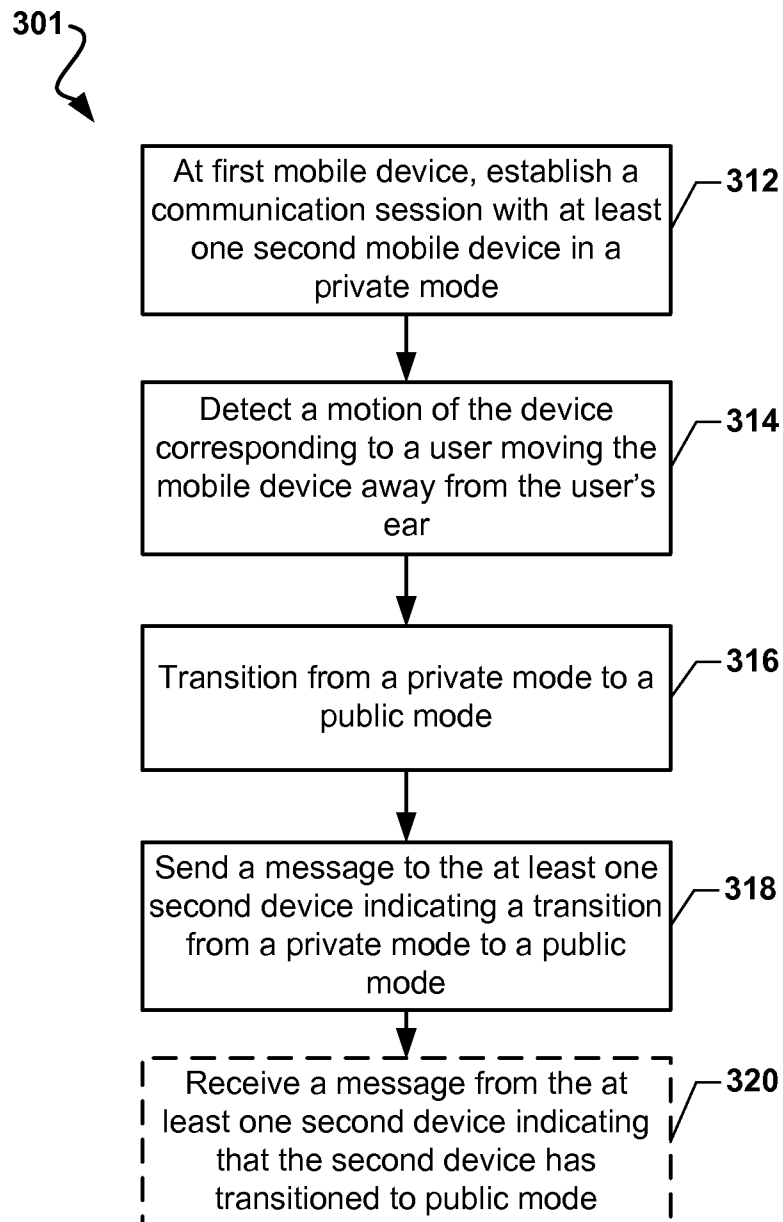 301
At first mobile device, establish a
communication session with at least
one second mobile device in a
private mode
312
Detect a motion of the device
corresponding to a user moving the
mobile device away from the user's
ear
314
Transition from a private mode to a
public mode
316
Send a message to the at least one
second device indicating a transition
from a private mode to a public
mode
318
Receive a message from the at
least one second device indicating
that the second device has
transitioned to public mode
320